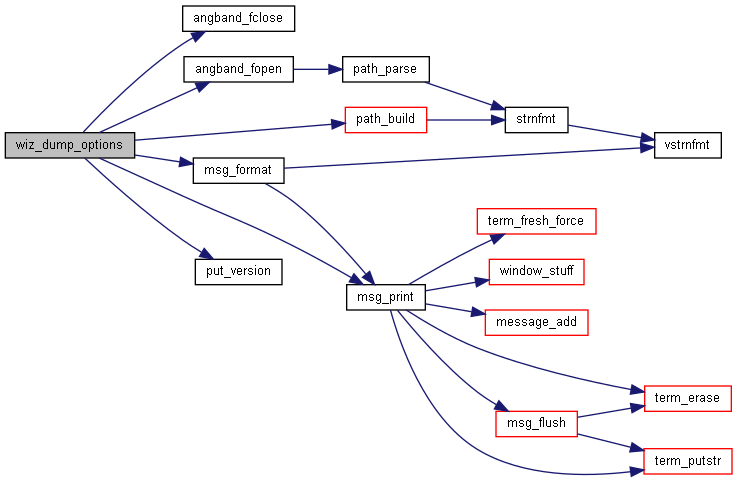 angband_fclose
angband_fopen
path_parse
path_build
strnfmt
wiz_dump_options
vstrnfmt
msg_format
term_fresh_force
put_version
window_stuff
msg_print
message_add
term_erase
msg_flush
term_putstr